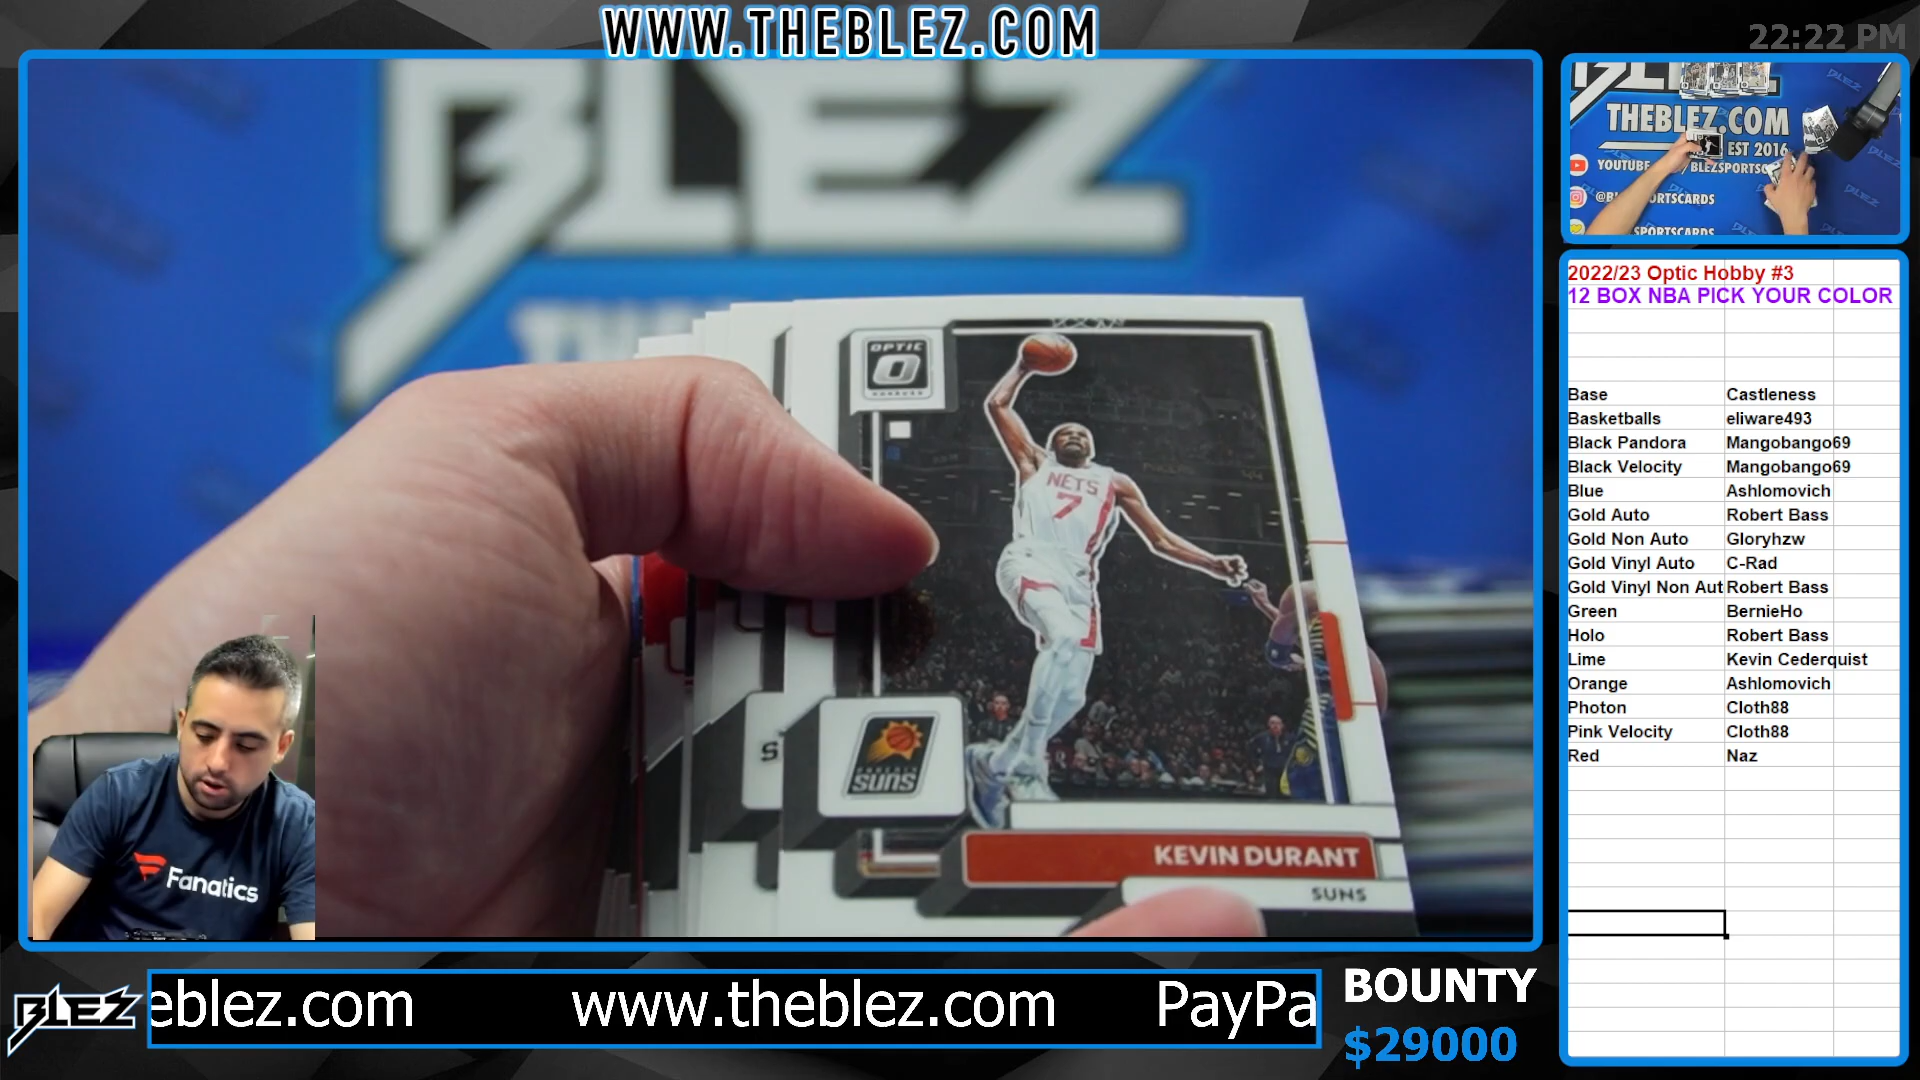 WWW.THEBLEZ.COM
22:22 PM
BLEZ
THEBLEZ.COM
EST 2016
YOUTUBE
/BLEZSPORTSC
@B
ORTSCARDS
SPORTSCARDS
OPTIC
DONRUSS
NETS
7
SUNS
KEVIN DURANT
SUNS
Fanatics
2022/23 Optic Hobby #3
12 BOX NBA PICK YOUR COLOR
Base Castleness
Basketballs eliware493
Black Pandora Mangobango69
Black Velocity Mangobango69
Blue Ashlomovich
Gold Auto Robert Bass
Gold Non Auto Gloryhzw
Gold Vinyl Auto C-Rad
Gold Vinyl Non Aut Robert Bass
Green BernieHo
Holo Robert Bass
Lime Kevin Cederquist
Orange Ashlomovich
Photon Cloth88
Pink Velocity Cloth88
Red Naz
BLEZ
eblez.com www.theblez.com PayPa
BOUNTY
$29000